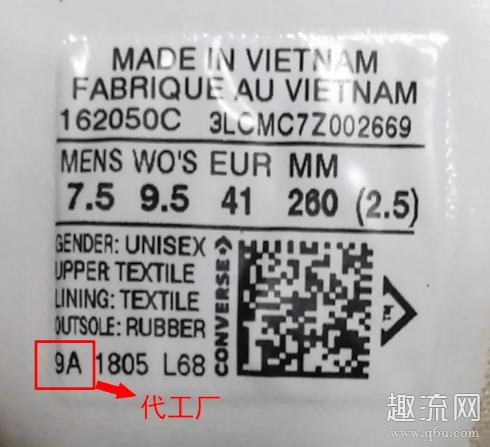 MADE IN VIETNAM
FABRIQUE AU VIETNAM
162050C 3LCMC7Z002669
MENS WO'S EUR MM
7.5 9.5 41 260 (2.5)
GENDER: UNISEX
UPPER TEXTILE
LINING: TEXTILE
OUTSOLE: RUBBER
9A 1805 L68
CONVERSE
代工厂
趣流网
www.q6u.com